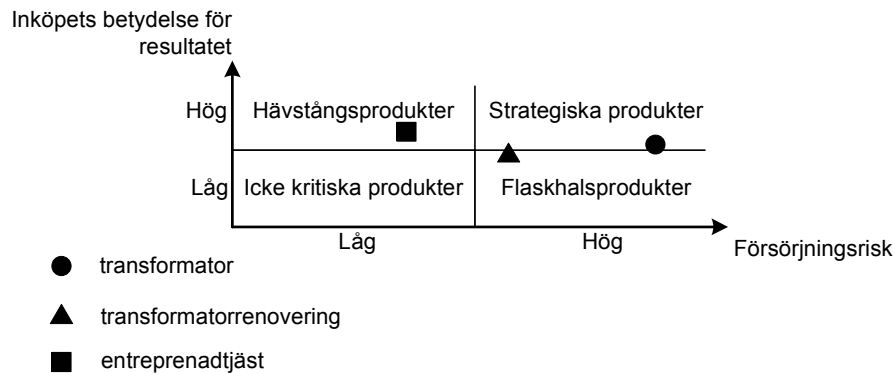 Inköpets betydelse för
resultatet
Hög
Hävstångsprodukter
Strategiska produkter
Låg
Icke kritiska produkter
Flaskhalsprodukter
Låg
Hög
Försörjningsrisk
transformator
transformatorrenovering
entreprenadtjäst